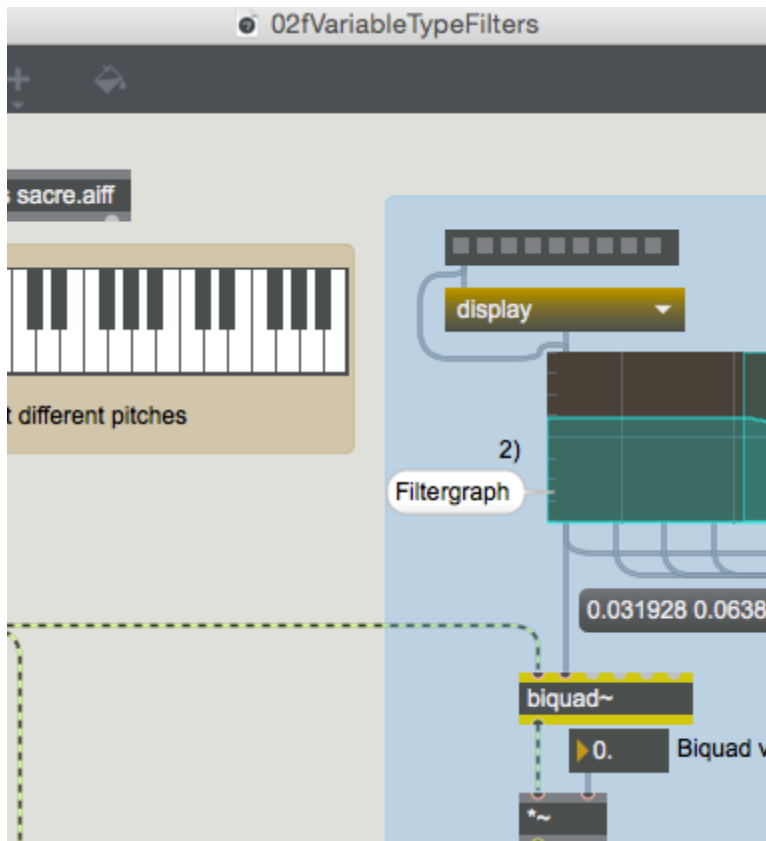 02fVariableTypeFilters
s sacre.aiff
display
t different pitches
2)
Filtergraph
0.031928 0.0638
biquad~
0.
Biquad v
*~